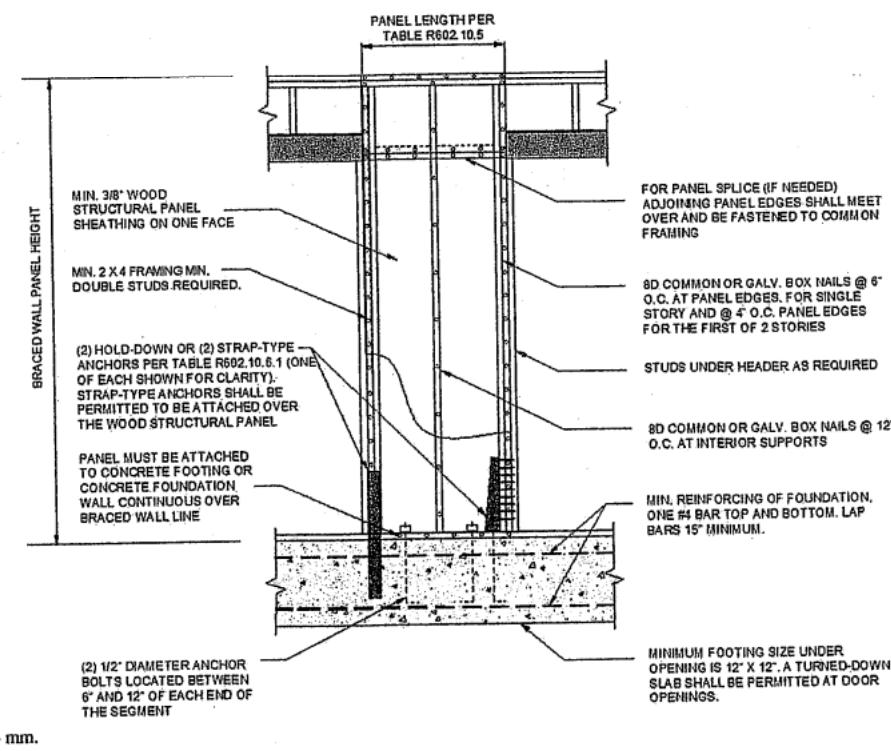 PANEL LENGTH PER
TABLE R602.10.5
BRACED WALL PANEL HEIGHT
MIN. 3/8" WOOD
STRUCTURAL PANEL
SHEATHING ON ONE FACE
MIN. 2 X 4 FRAMING MIN.
DOUBLE STUDS REQUIRED.
(2) HOLD-DOWN OR (2) STRAP-TYPE
ANCHORS PER TABLE R602.10.6.1 (ONE
OF EACH SHOWN FOR CLARITY).
STRAP-TYPE ANCHORS SHALL BE
PERMITTED TO BE ATTACHED OVER
THE WOOD STRUCTURAL PANEL
PANEL MUST BE ATTACHED
TO CONCRETE FOOTING OR
CONCRETE FOUNDATION
WALL CONTINUOUS OVER
BRACED WALL LINE
(2) 1/2" DIAMETER ANCHOR
BOLTS LOCATED BETWEEN
6" AND 12" OF EACH END OF
THE SEGMENT
FOR PANEL SPLICE (IF NEEDED)
ADJOINING PANEL EDGES SHALL MEET
OVER AND BE FASTENED TO COMMON
FRAMING
8D COMMON OR GALV. BOX NAILS @ 6"
O.C. AT PANEL EDGES. FOR SINGLE
STORY AND @ 4" O.C. PANEL EDGES
FOR THE FIRST OF 2 STORIES
STUDS UNDER HEADER AS REQUIRED
8D COMMON OR GALV. BOX NAILS @ 12"
O.C. AT INTERIOR SUPPORTS
MIN. REINFORCING OF FOUNDATION,
ONE #4 BAR TOP AND BOTTOM. LAP
BARS 15" MINIMUM.
MINIMUM FOOTING SIZE UNDER
OPENING IS 12" X 12". A TURNED-DOWN
SLAB SHALL BE PERMITTED AT DOOR
OPENINGS.
mm.